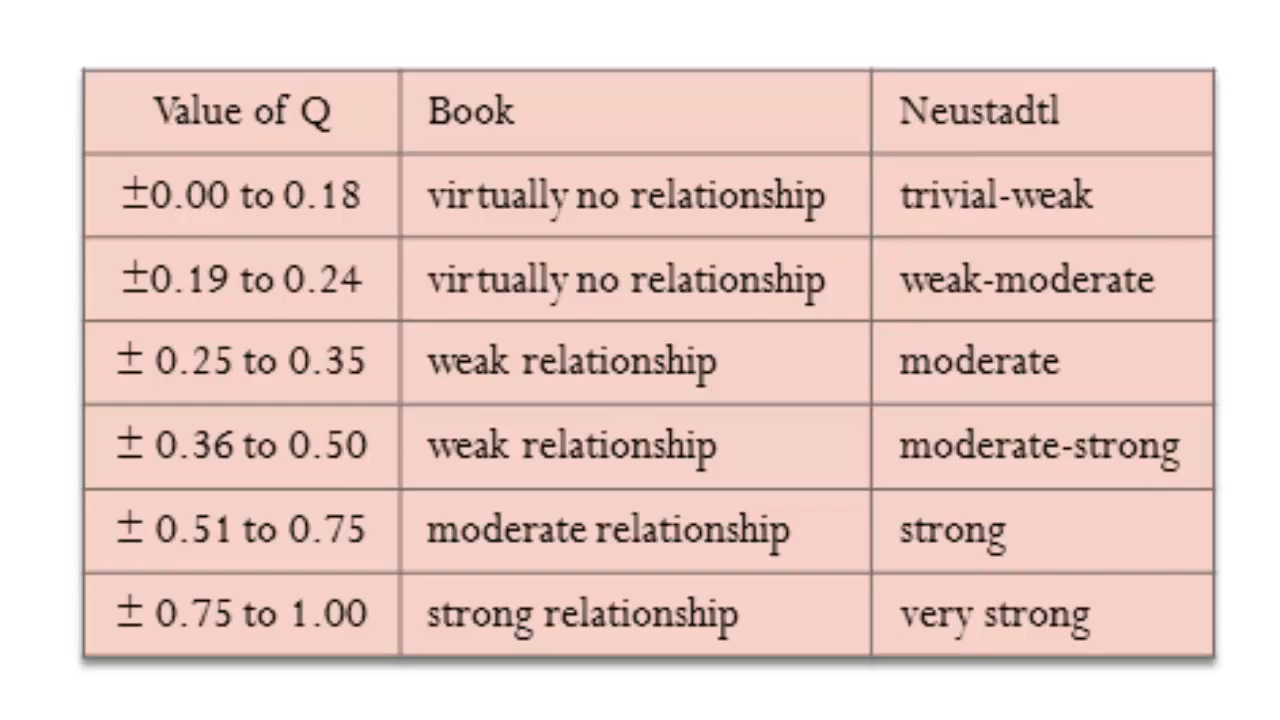 Value of Q Book Neustadtl
±0.00 to 0.18 virtually no relationship trivial-weak
±0.19 to 0.24 virtually no relationship weak-moderate
± 0.25 to 0.35 weak relationship moderate
± 0.36 to 0.50 weak relationship moderate-strong
± 0.51 to 0.75 moderate relationship strong
± 0.75 to 1.00 strong relationship very strong